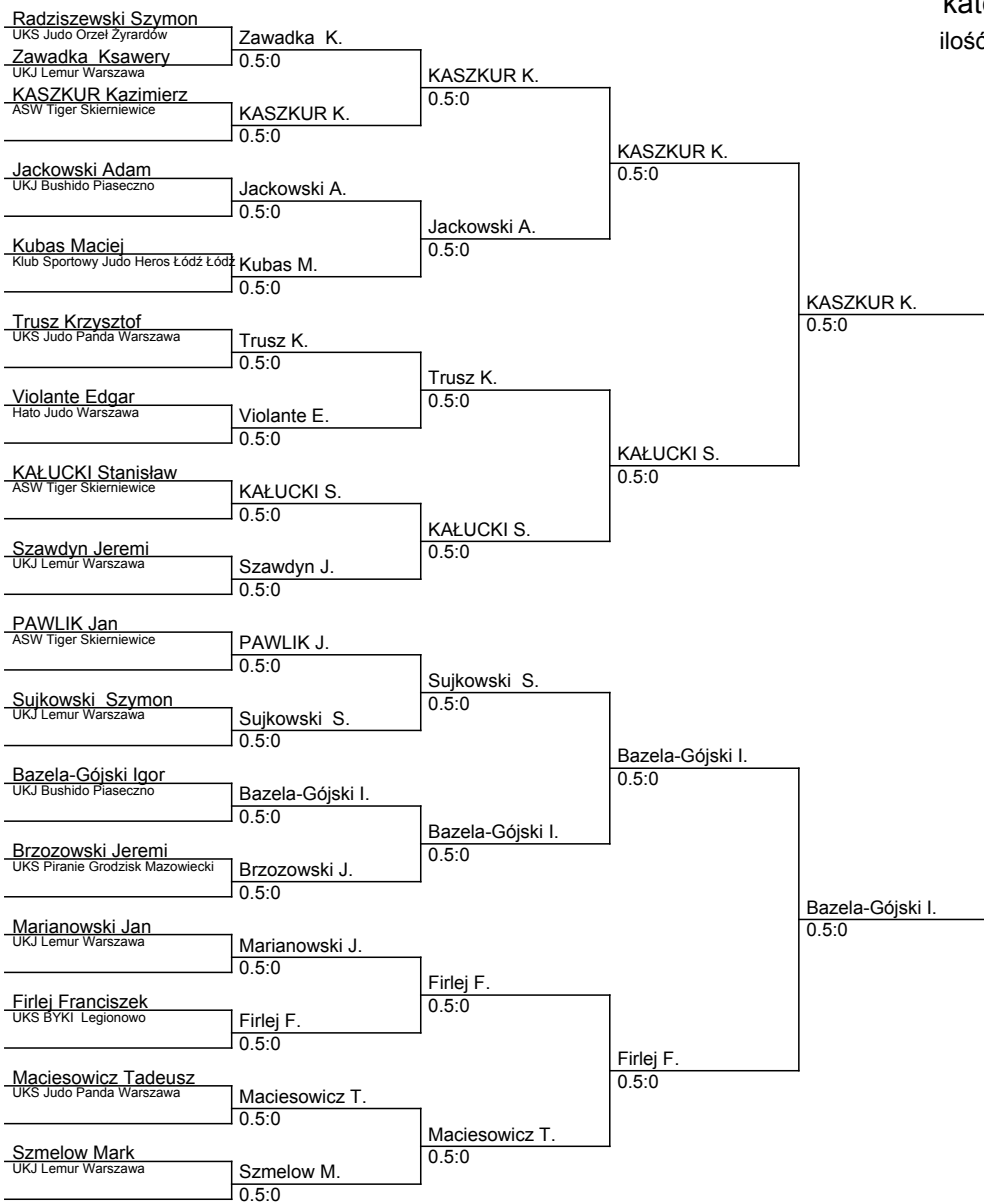 Radziszewski Szymon
UKS Judo Orzeł Żyrardów
Zawadka Ksawery
UKJ Lemur Warszawa
KASZKUR Kazimierz
ASW Tiger Skierniewice
Jackowski Adam
UKJ Bushido Piaseczno
Kubas Maciej
Klub Sportowy Judo Heros Łódź Łódź
Trusz Krzysztof
UKS Judo Panda Warszawa
Violante Edgar
Hato Judo Warszawa
KAŁUCKI Stanisław
ASW Tiger Skierniewice
Szawdyn Jeremi
UKJ Lemur Warszawa
PAWLIK Jan
ASW Tiger Skierniewice
Sujkowski Szymon
UKJ Lemur Warszawa
Bazela-Gójski Igor
UKJ Bushido Piaseczno
Brzozowski Jeremi
UKS Piranie Grodzisk Mazowiecki
Marianowski Jan
UKJ Lemur Warszawa
Firlej Franciszek
UKS BYKI Legionowo
Maciesowicz Tadeusz
UKS Judo Panda Warszawa
Szmelow Mark
UKJ Lemur Warszawa
Zawadka K.
0.5:0
KASZKUR K.
0.5:0
Jackowski A.
0.5:0
Kubas M.
0.5:0
Trusz K.
0.5:0
Violante E.
0.5:0
KAŁUCKI S.
0.5:0
Szawdyn J.
0.5:0
PAWLIK J.
0.5:0
Sujkowski S.
0.5:0
Bazela-Gójski I.
0.5:0
Brzozowski J.
0.5:0
Marianowski J.
0.5:0
Firlej F.
0.5:0
Maciesowicz T.
0.5:0
Szmelow M.
0.5:0
KASZKUR K.
0.5:0
Jackowski A.
0.5:0
Trusz K.
0.5:0
KAŁUCKI S.
0.5:0
Sujkowski S.
0.5:0
Bazela-Gójski I.
0.5:0
Firlej F.
0.5:0
Maciesowicz T.
0.5:0
KASZKUR K.
0.5:0
KAŁUCKI S.
0.5:0
Bazela-Gójski I.
0.5:0
Firlej F.
0.5:0
KASZKUR K.
0.5:0
Bazela-Gójski I.
0.5:0
ilość